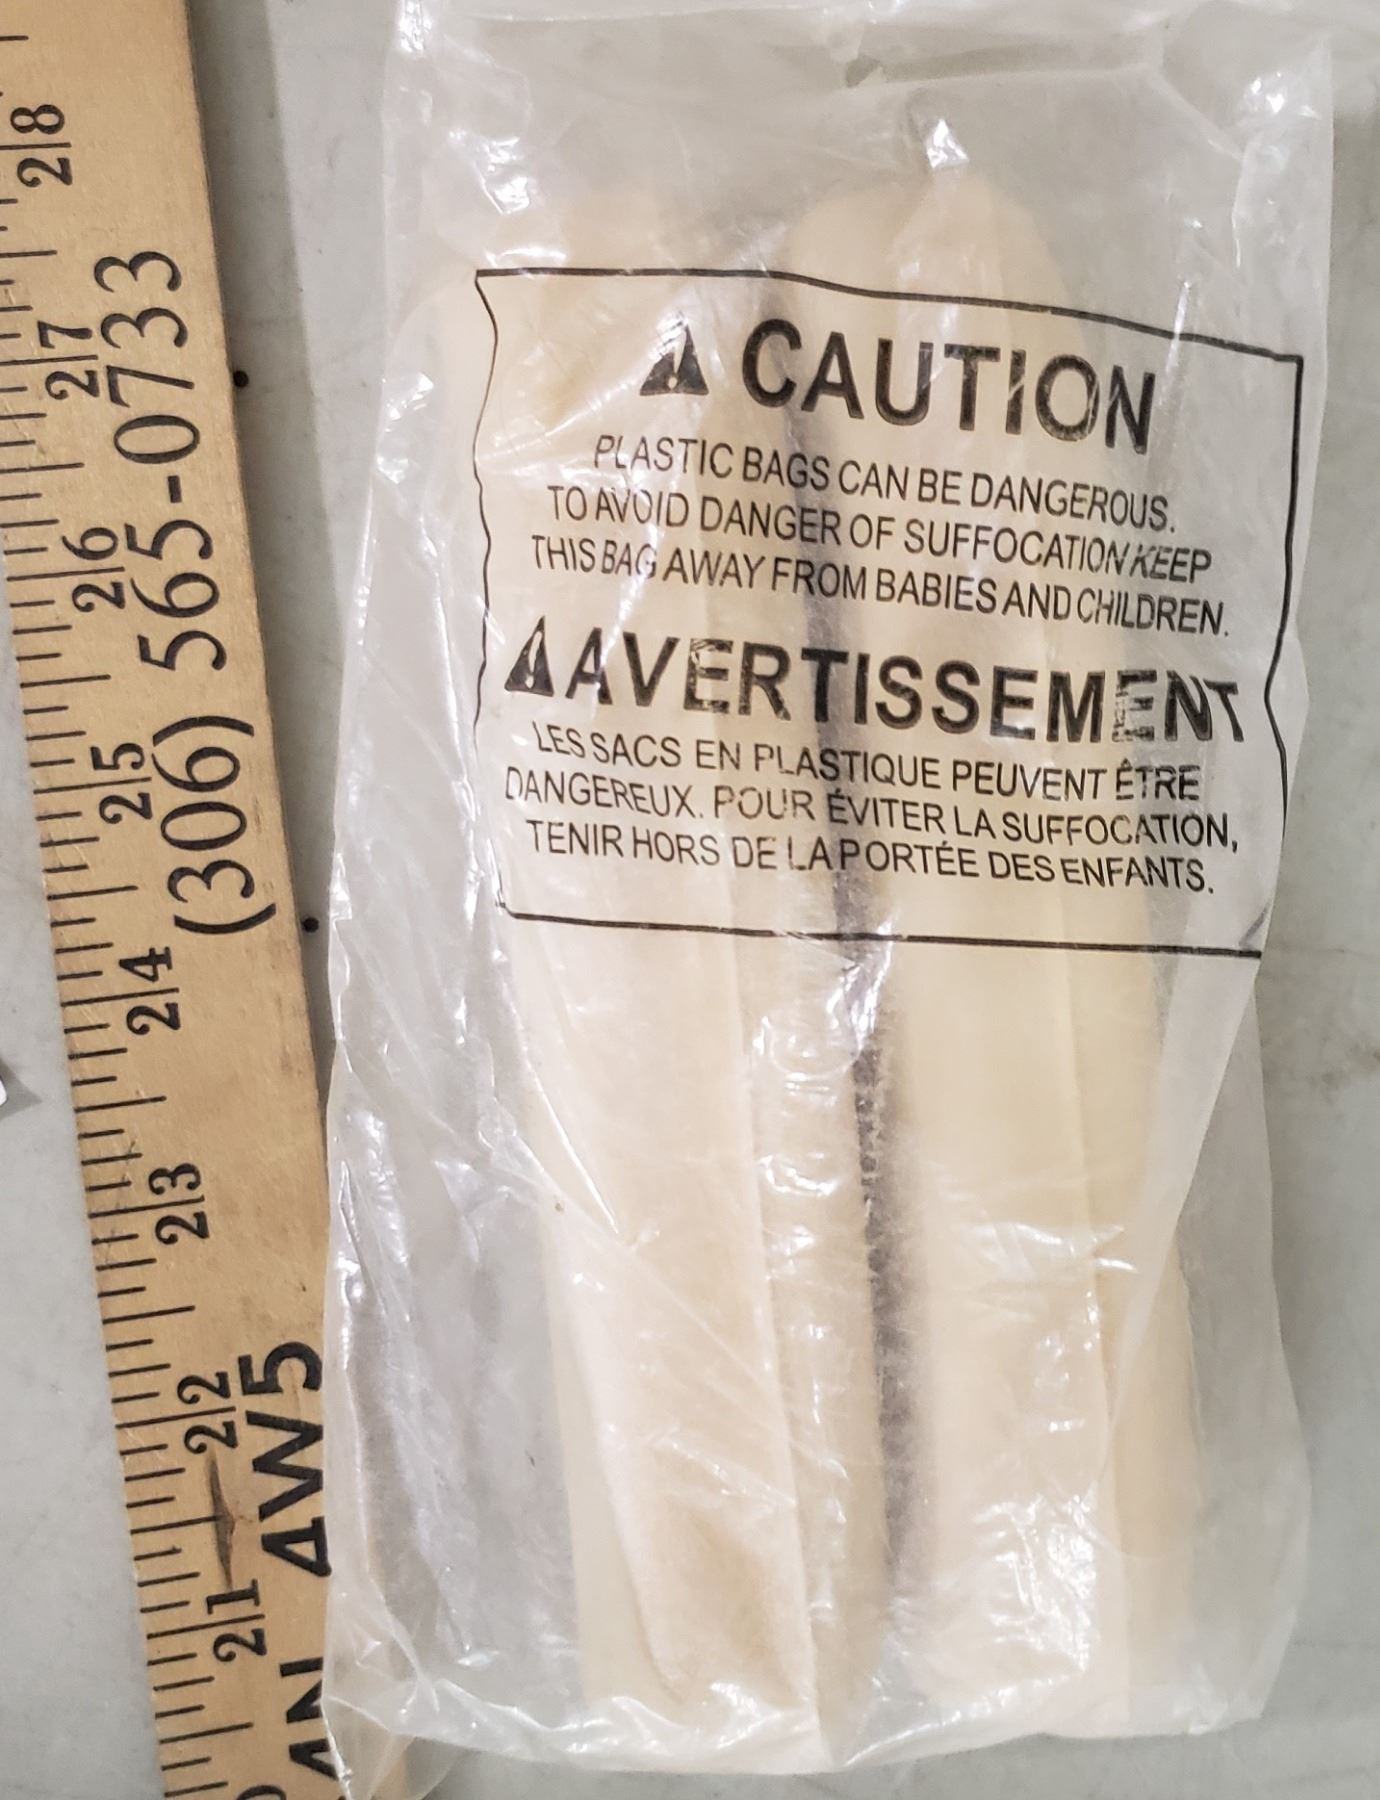 CAUTION
PLASTIC BAGS CAN BE DANGEROUS.
TO AVOID DANGER OF SUFFOCATION KEEP
THIS BAG AWAY FROM BABIES AND CHILDREN.
AVERTISSEMENT
LES SACS EN PLASTIQUE PEUVENT ÊTRE
DANGEREUX. POUR ÉVITER LA SUFFOCATION,
TENIR HORS DE LA PORTÉE DES ENFANTS.
28
27
26
25
24
23
22
21
(306) 565-0733
4W5